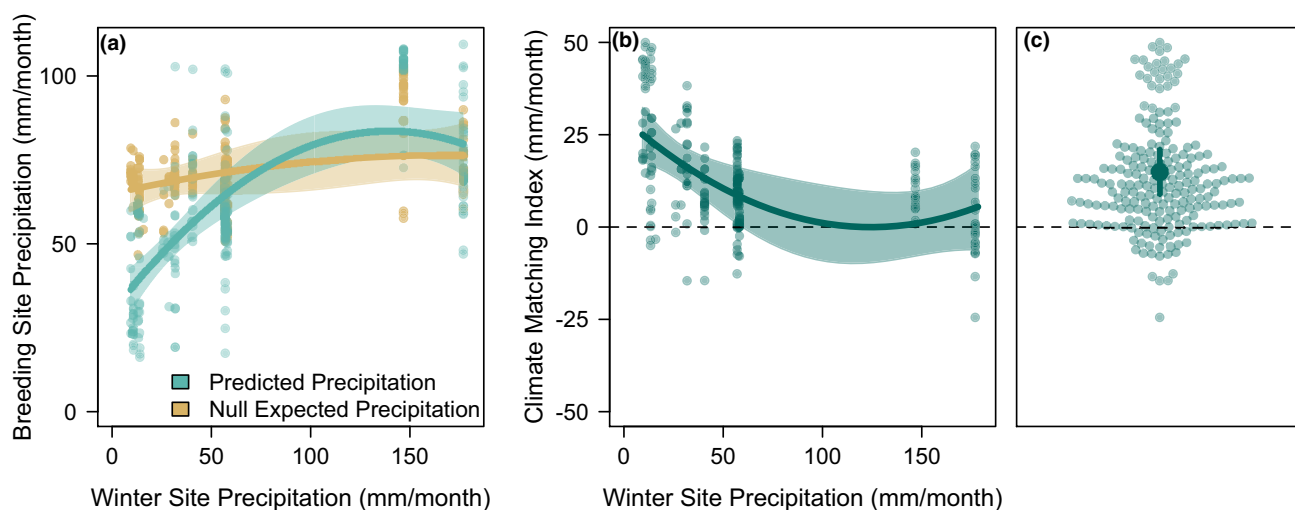 (a)
Breeding Site Precipitation (mm/month)
100
50
0
Predicted Precipitation
Null Expected Precipitation
0 50 100 150
Winter Site Precipitation (mm/month)
(b)
Climate Matching Index (mm/month)
50
25
0
-25
-50
0 50 100 150
Winter Site Precipitation (mm/month)
(c)